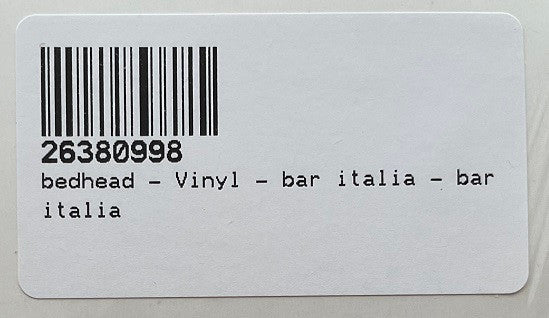 26380998
bedhead - Vinyl - bar italia - bar
italia